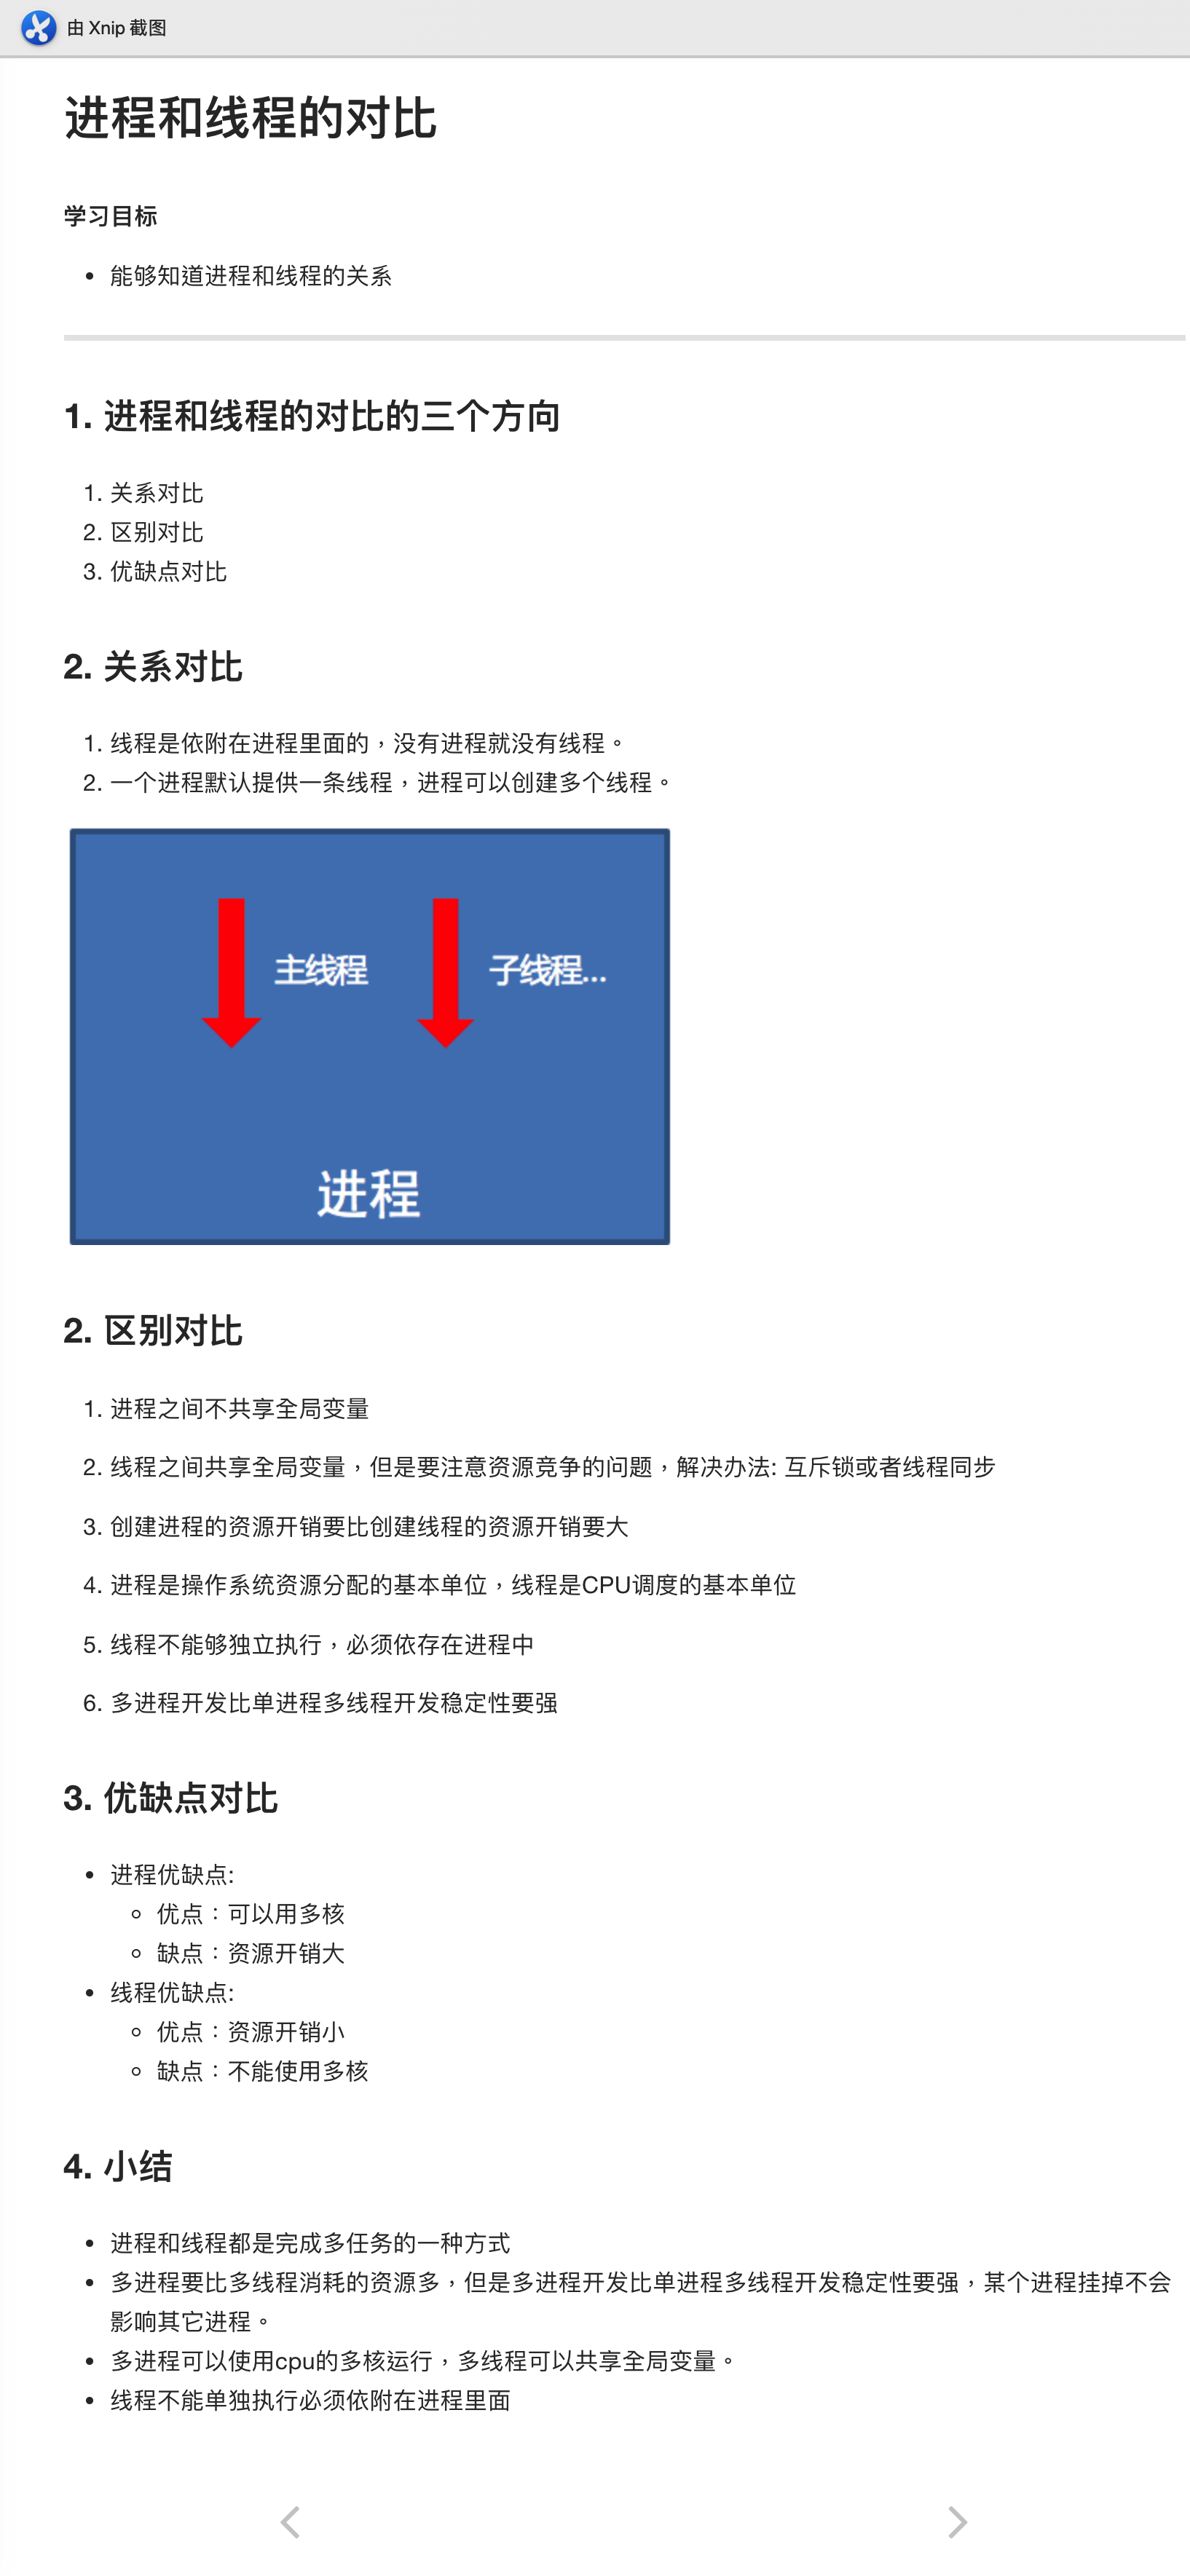 由 Xnip 截图
进程和线程的对比
学习目标
• 能够知道进程和线程的关系
1. 进程和线程的对比的三个方向
1. 关系对比
2. 区别对比
3. 优缺点对比
2. 关系对比
1. 线程是依附在进程里面的，没有进程就没有线程。
2. 一个进程默认提供一条线程，进程可以创建多个线程。
主线程 子线程...
进程
2. 区别对比
1. 进程之间不共享全局变量
2. 线程之间共享全局变量，但是要注意资源竞争的问题，解决办法: 互斥锁或者线程同步
3. 创建进程的资源开销要比创建线程的资源开销要大
4. 进程是操作系统资源分配的基本单位，线程是CPU调度的基本单位
5. 线程不能够独立执行，必须依存在进程中
6. 多进程开发比单进程多线程开发稳定性要强
3. 优缺点对比
• 进程优缺点:
◦ 优点：可以用多核
◦ 缺点：资源开销大
• 线程优缺点:
◦ 优点：资源开销小
◦ 缺点：不能使用多核
4. 小结
• 进程和线程都是完成多任务的一种方式
• 多进程要比多线程消耗的资源多，但是多进程开发比单进程多线程开发稳定性要强，某个进程挂掉不会
影响其它进程。
• 多进程可以使用cpu的多核运行，多线程可以共享全局变量。
• 线程不能单独执行必须依附在进程里面